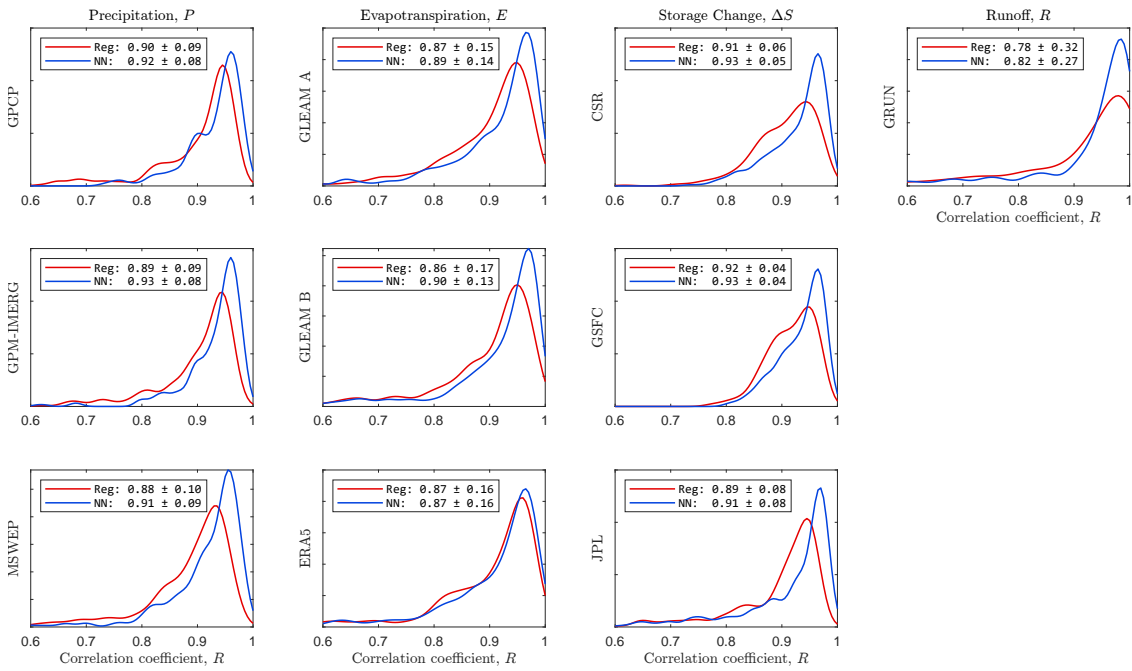 Precipitation, P
Evapotranspiration, E
Storage Change, ΔS
Runoff, R
GPCP
Reg: 0.90 ± 0.09
NN: 0.92 ± 0.08
0.6 0.7 0.8 0.9 1
GLEAM A
Reg: 0.87 ± 0.15
NN: 0.89 ± 0.14
0.6 0.7 0.8 0.9 1
CSR
Reg: 0.91 ± 0.06
NN: 0.93 ± 0.05
0.6 0.7 0.8 0.9 1
GRUN
Reg: 0.78 ± 0.32
NN: 0.82 ± 0.27
0.6 0.7 0.8 0.9 1
Correlation coefficient, R
GPM-IMERG
Reg: 0.89 ± 0.09
NN: 0.93 ± 0.08
0.6 0.7 0.8 0.9 1
GLEAM B
Reg: 0.86 ± 0.17
NN: 0.90 ± 0.13
0.6 0.7 0.8 0.9 1
GSFC
Reg: 0.92 ± 0.04
NN: 0.93 ± 0.04
0.6 0.7 0.8 0.9 1
MSWEP
Reg: 0.88 ± 0.10
NN: 0.91 ± 0.09
0.6 0.7 0.8 0.9 1
Correlation coefficient, R
ERA5
Reg: 0.87 ± 0.16
NN: 0.87 ± 0.16
0.6 0.7 0.8 0.9 1
Correlation coefficient, R
JPL
Reg: 0.89 ± 0.08
NN: 0.91 ± 0.08
0.6 0.7 0.8 0.9 1
Correlation coefficient, R